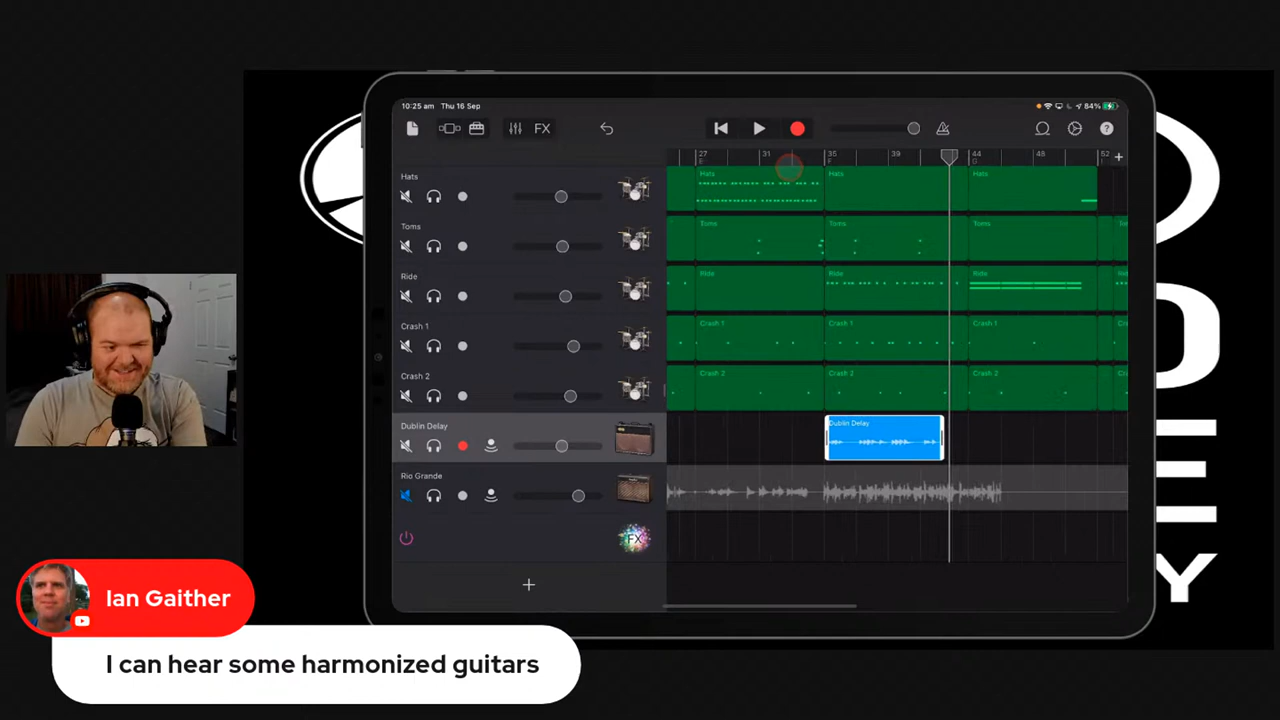 10:25 am Thu 16 Sep
84%
FX
27 31 35 39 44 48 52
E F G
Hats
Hats Hats Hats
Toms
Toms Toms Toms
Ride
Ride Ride Ride
Crash 1
Crash 1 Crash 1 Crash 1
Crash 2
Crash 2 Crash 2 Crash 2
Dublin Delay
Dublin Delay
Rio Grande
FX
Ian Gaither
I can hear some harmonized guitars